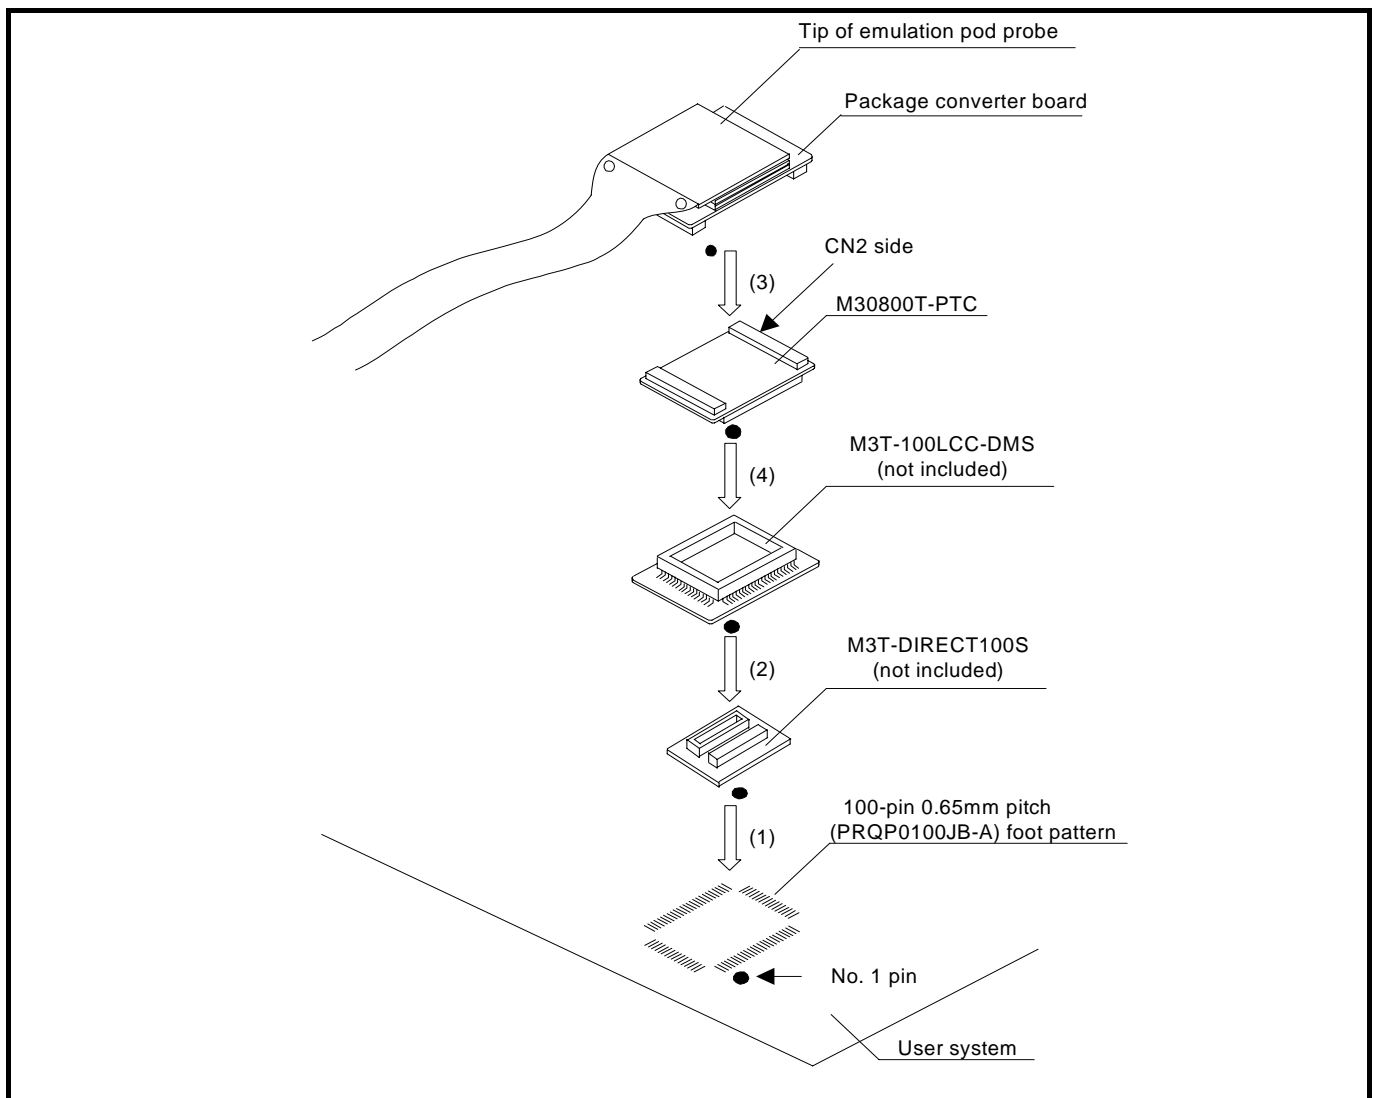 Tip of emulation pod probe
Package converter board
CN2 side
(3)
M30800T-PTC
M3T-100LCC-DMS
(not included)
(4)
M3T-DIRECT100S
(not included)
(2)
100-pin 0.65mm pitch
(PRQP0100JB-A) foot pattern
(1)
No. 1 pin
User system